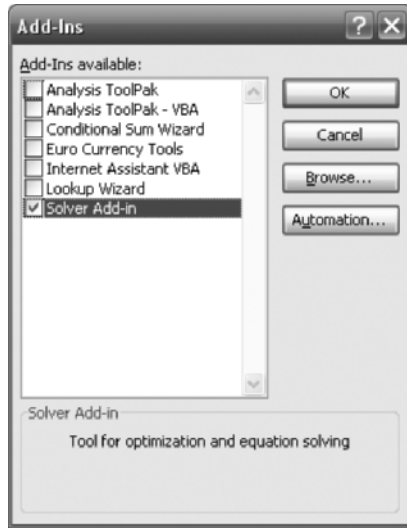 Add-Ins
Add-Ins available:
Analysis ToolPak
Analysis ToolPak - VBA
Conditional Sum Wizard
Euro Currency Tools
Internet Assistant VBA
Lookup Wizard
Solver Add-in
OK
Cancel
Browse...
Automation...
Solver Add-in
Tool for optimization and equation solving